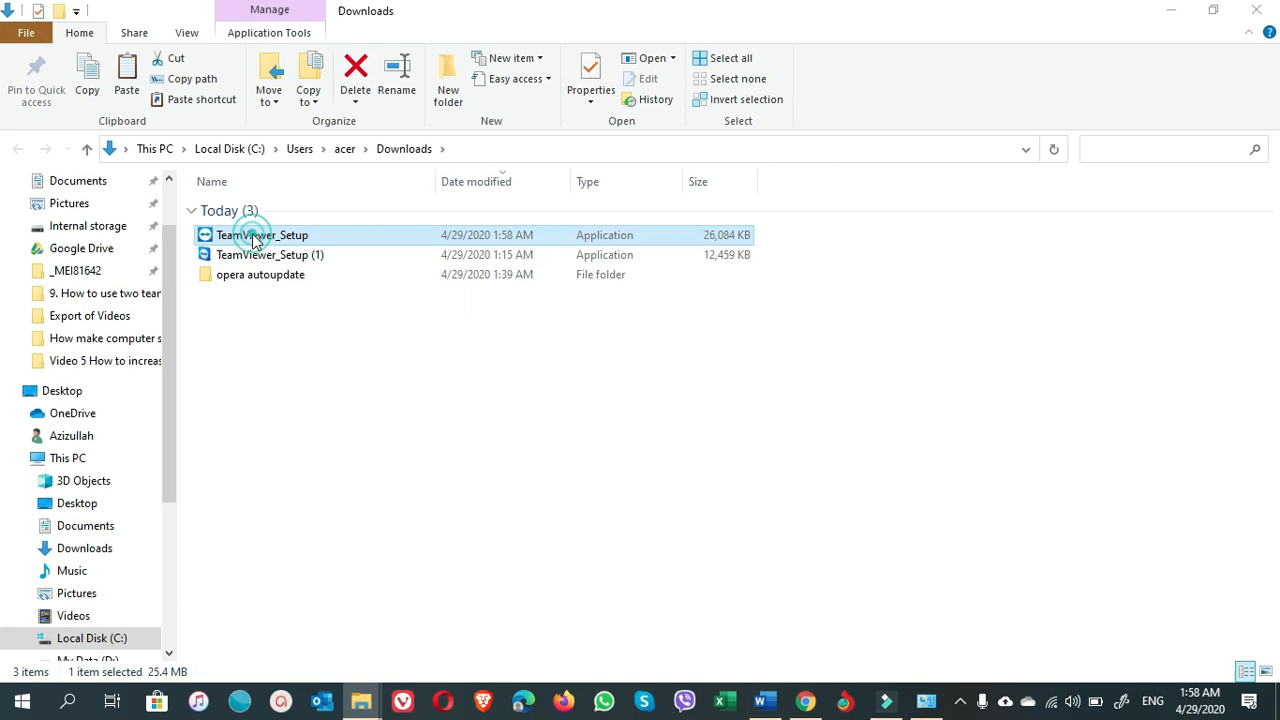 Manage
Downloads
File
Home
Share
View
Application Tools
Pin to Quick access
Copy
Paste
Cut
Copy path
Paste shortcut
Clipboard
Move to
Copy to
Delete
Rename
Organize
New folder
New item
Easy access
New
Properties
Open
Edit
History
Open
Select all
Select none
Invert selection
Select
This PC
Local Disk (C:)
Users
acer
Downloads
Name
Date modified
Type
Size
Today (3)
TeamViewer_Setup 4/29/2020 1:58 AM Application 26,084 KB
TeamViewer_Setup (1) 4/29/2020 1:15 AM Application 12,459 KB
opera autoupdate 4/29/2020 1:39 AM File folder
Documents
Pictures
Internal storage
Google Drive
_MEI81642
9. How to use two tean
Export of Videos
How make computer s
Video 5 How to increas
Desktop
OneDrive
Azizullah
This PC
3D Objects
Desktop
Documents
Downloads
Music
Pictures
Videos
Local Disk (C:)
My Data (D:)
3 items 1 item selected 25.4 MB
ENG
1:58 AM
4/29/2020